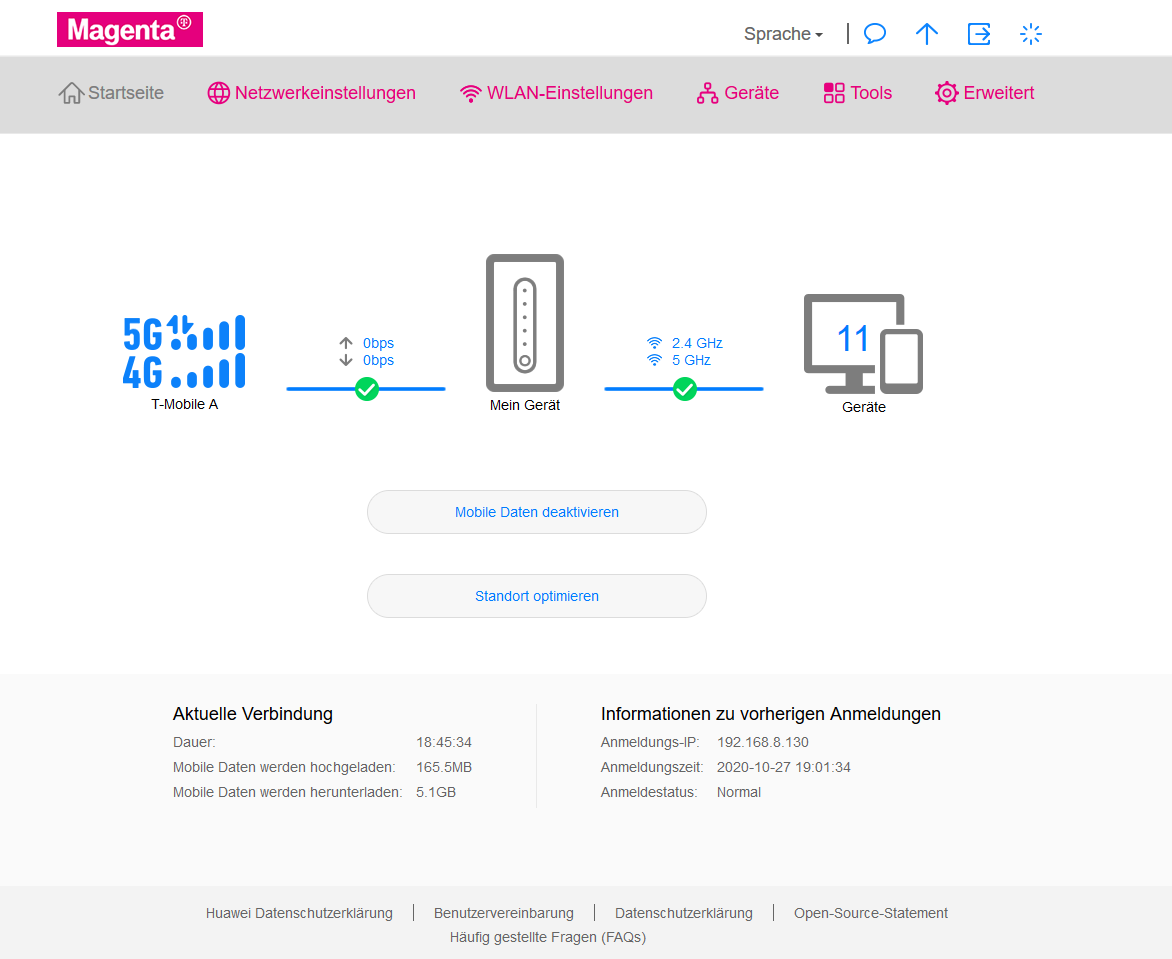 Magenta T
Sprache
Startseite
Netzwerkeinstellungen
WLAN-Einstellungen
Geräte
Tools
Erweitert
5G
4G
T-Mobile A
0bps
0bps
Mein Gerät
2.4 GHz
5 GHz
11
Geräte
Mobile Daten deaktivieren
Standort optimieren
Aktuelle Verbindung
Dauer: 18:45:34
Mobile Daten werden hochgeladen: 165.5MB
Mobile Daten werden herunterladen: 5.1GB
Informationen zu vorherigen Anmeldungen
Anmeldungs-IP: 192.168.8.130
Anmeldungszeit: 2020-10-27 19:01:34
Anmeldestatus: Normal
Huawei Datenschutzerklärung | Benutzervereinbarung | Datenschutzerklärung | Open-Source-Statement
Häufig gestellte Fragen (FAQs)